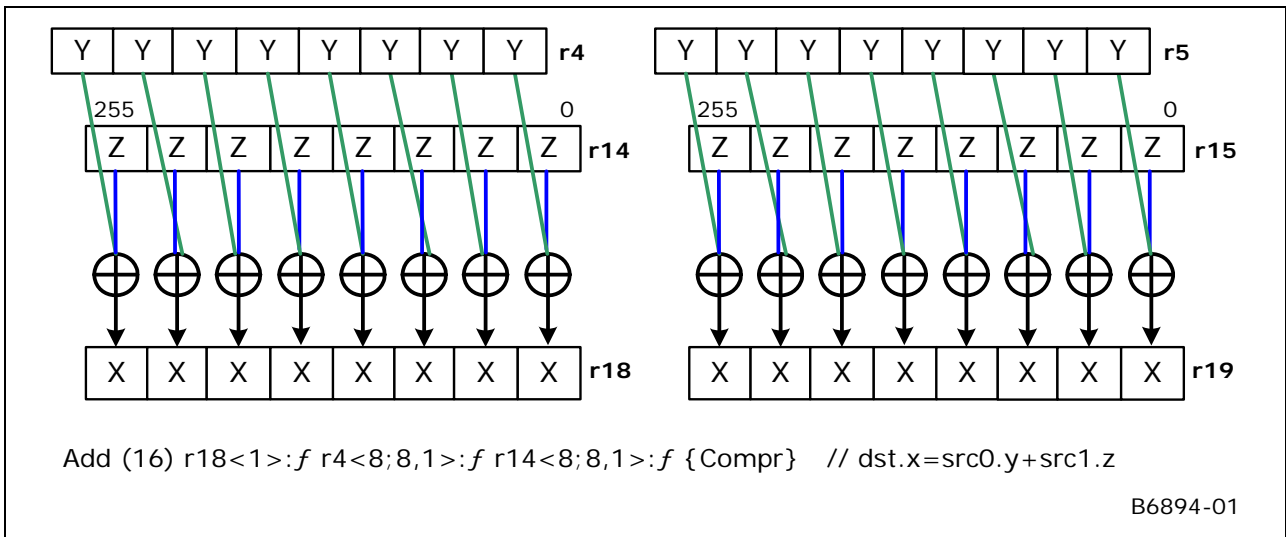 Y Y Y Y Y Y Y Y r4 Y Y Y Y Y Y Y Y r5
255 0 255 0
Z Z Z Z Z Z Z Z r14 Z Z Z Z Z Z Z Z r15
X X X X X X X X r18 X X X X X X X X r19
Add (16) r18<1>:ƒ r4<8;8,1>:ƒ r14<8;8,1>:ƒ {Compr} // dst.x=src0.y+src1.z
B6894-01